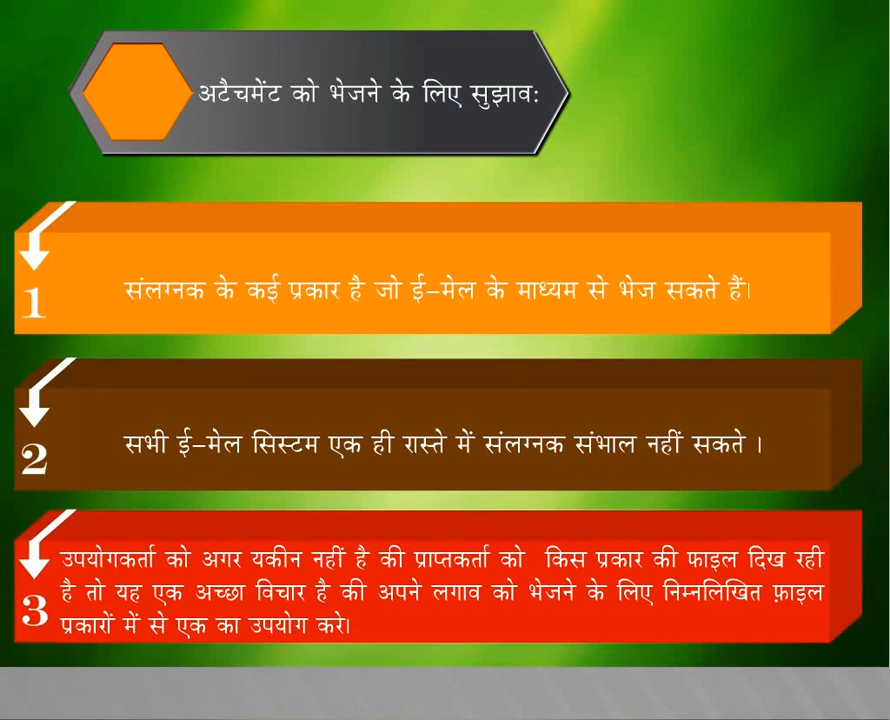 अटैचमेंट को भेजने के लिए सुझाव:
1
संलग्नक के कई प्रकार है जो ई-मेल के माध्यम से भेज सकते हैं।
2
सभी ई-मेल सिस्टम एक ही रास्ते में संलग्नक संभाल नहीं सकते ।
3
उपयोगकर्ता को अगर यकीन नहीं है की प्राप्तकर्ता को किस प्रकार की फाइल दिख रही
है तो यह एक अच्छा विचार है की अपने लगाव को भेजने के लिए निम्नलिखित फ़ाइल
प्रकारों में से एक का उपयोग करे।